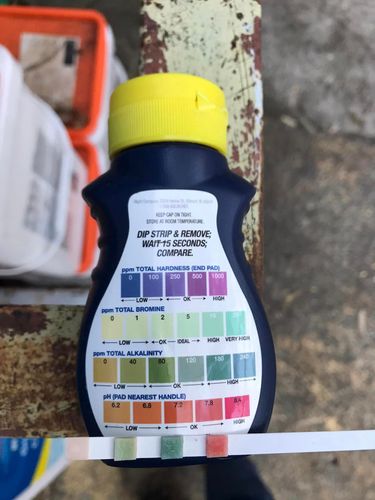 KEEP CAP ON TIGHT.
STORE AT ROOM TEMPERATURE.
DIP STRIP & REMOVE;
WAIT 15 SECONDS;
COMPARE.
ppm TOTAL HARDNESS (END PAD)
0 100 250 500 1000
LOW OK HIGH
ppm TOTAL BROMINE
0 1 2 5 10 20
LOW OK IDEAL HIGH VERY HIGH
ppm TOTAL ALKALINITY
0 40 80 120 180 240
LOW OK HIGH
pH (PAD NEAREST HANDLE)
6.2 6.8 7.2 7.8 8.4
LOW OK HIGH